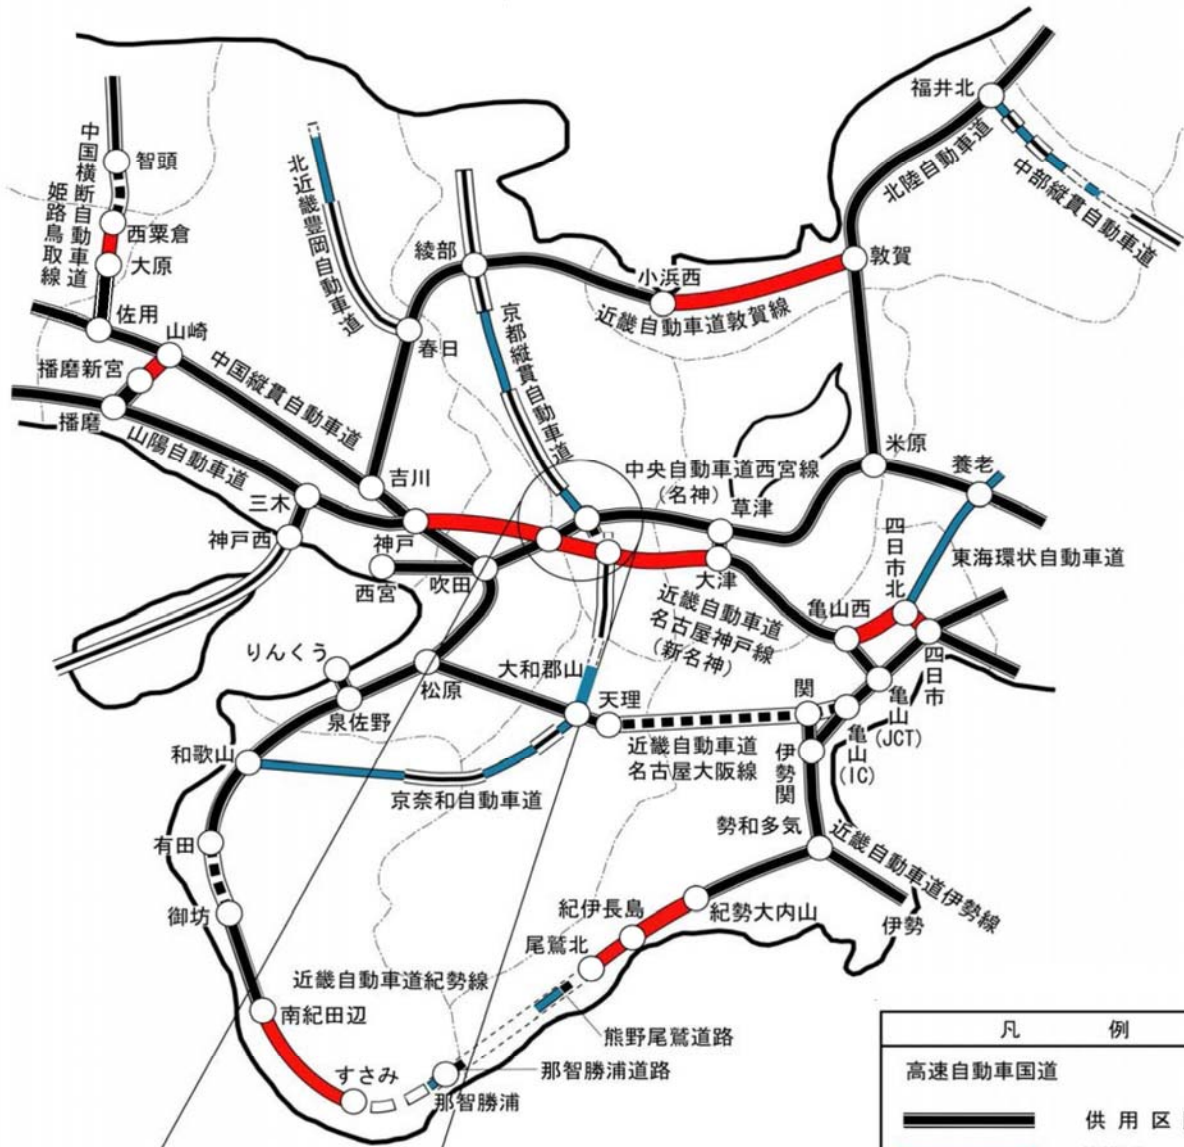 福井北
北陸自動車道
中部縦貫自動車道
智頭
中国横断自動車道
姫路鳥取線
西粟倉
大原
佐用
山崎
播磨新宮
播磨
北近畿豊岡自動車道
綾部
小浜西
敦賀
近畿自動車道敦賀線
春日
京都縦貫自動車道
中国縦貫自動車道
山陽自動車道
吉川
三木
神戸西
神戸
西宮
吹田
中央自動車道西宮線
(名神)
草津
米原
養老
大津
四日市北
東海環状自動車道
近畿自動車道
名古屋神戸線
(新名神)
亀山西
四日市
りんくう
松原
大和郡山
天理
関
亀山
(JCT)
亀山
(IC)
泉佐野
近畿自動車道
名古屋大阪線
伊勢関
和歌山
京奈和自動車道
勢和多気
近畿自動車道伊勢線
有田
御坊
紀伊長島
紀勢大内山
伊勢
尾鷲北
近畿自動車道紀勢線
南紀田辺
熊野尾鷲道路
すさみ
那智勝浦道路
那智勝浦
凡 例
高速自動車国道
供 用 区